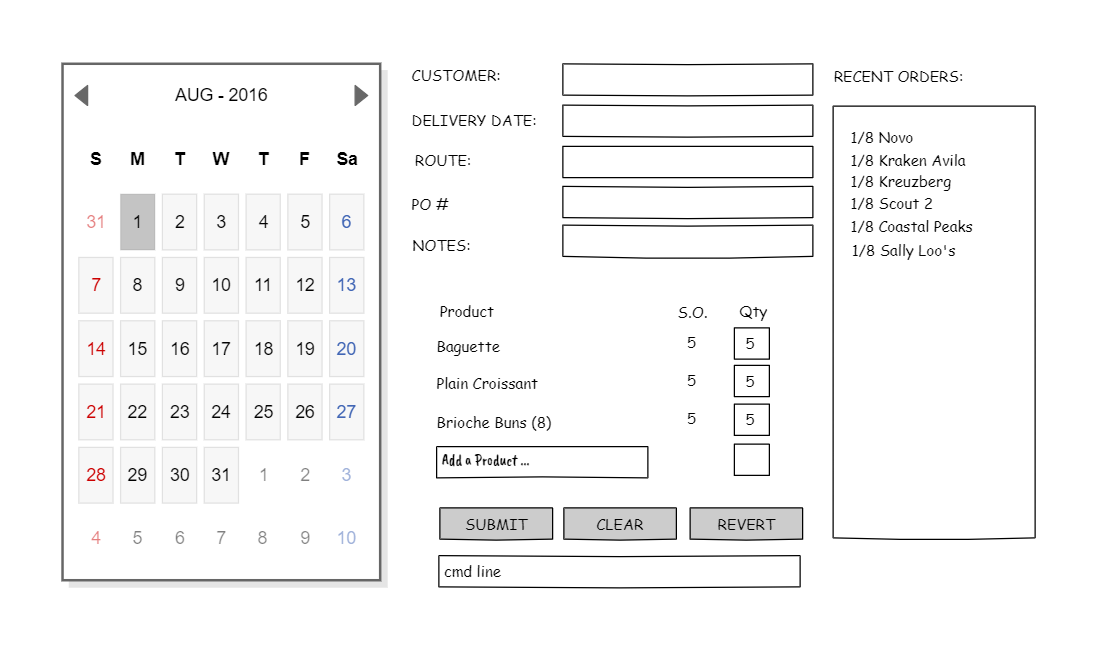 AUG - 2016
S M T W T F Sa
31 1 2 3 4 5 6
7 8 9 10 11 12 13
14 15 16 17 18 19 20
21 22 23 24 25 26 27
28 29 30 31 1 2 3
4 5 6 7 8 9 10
CUSTOMER:
DELIVERY DATE:
ROUTE:
PO #
NOTES:
Product S.O. Qty
Baguette 5 5
Plain Croissant 5 5
Brioche Buns (8) 5 5
Add a Product ...
SUBMIT CLEAR REVERT
cmd line
RECENT ORDERS:
1/8 Novo
1/8 Kraken Avila
1/8 Kreuzberg
1/8 Scout 2
1/8 Coastal Peaks
1/8 Sally Loo's